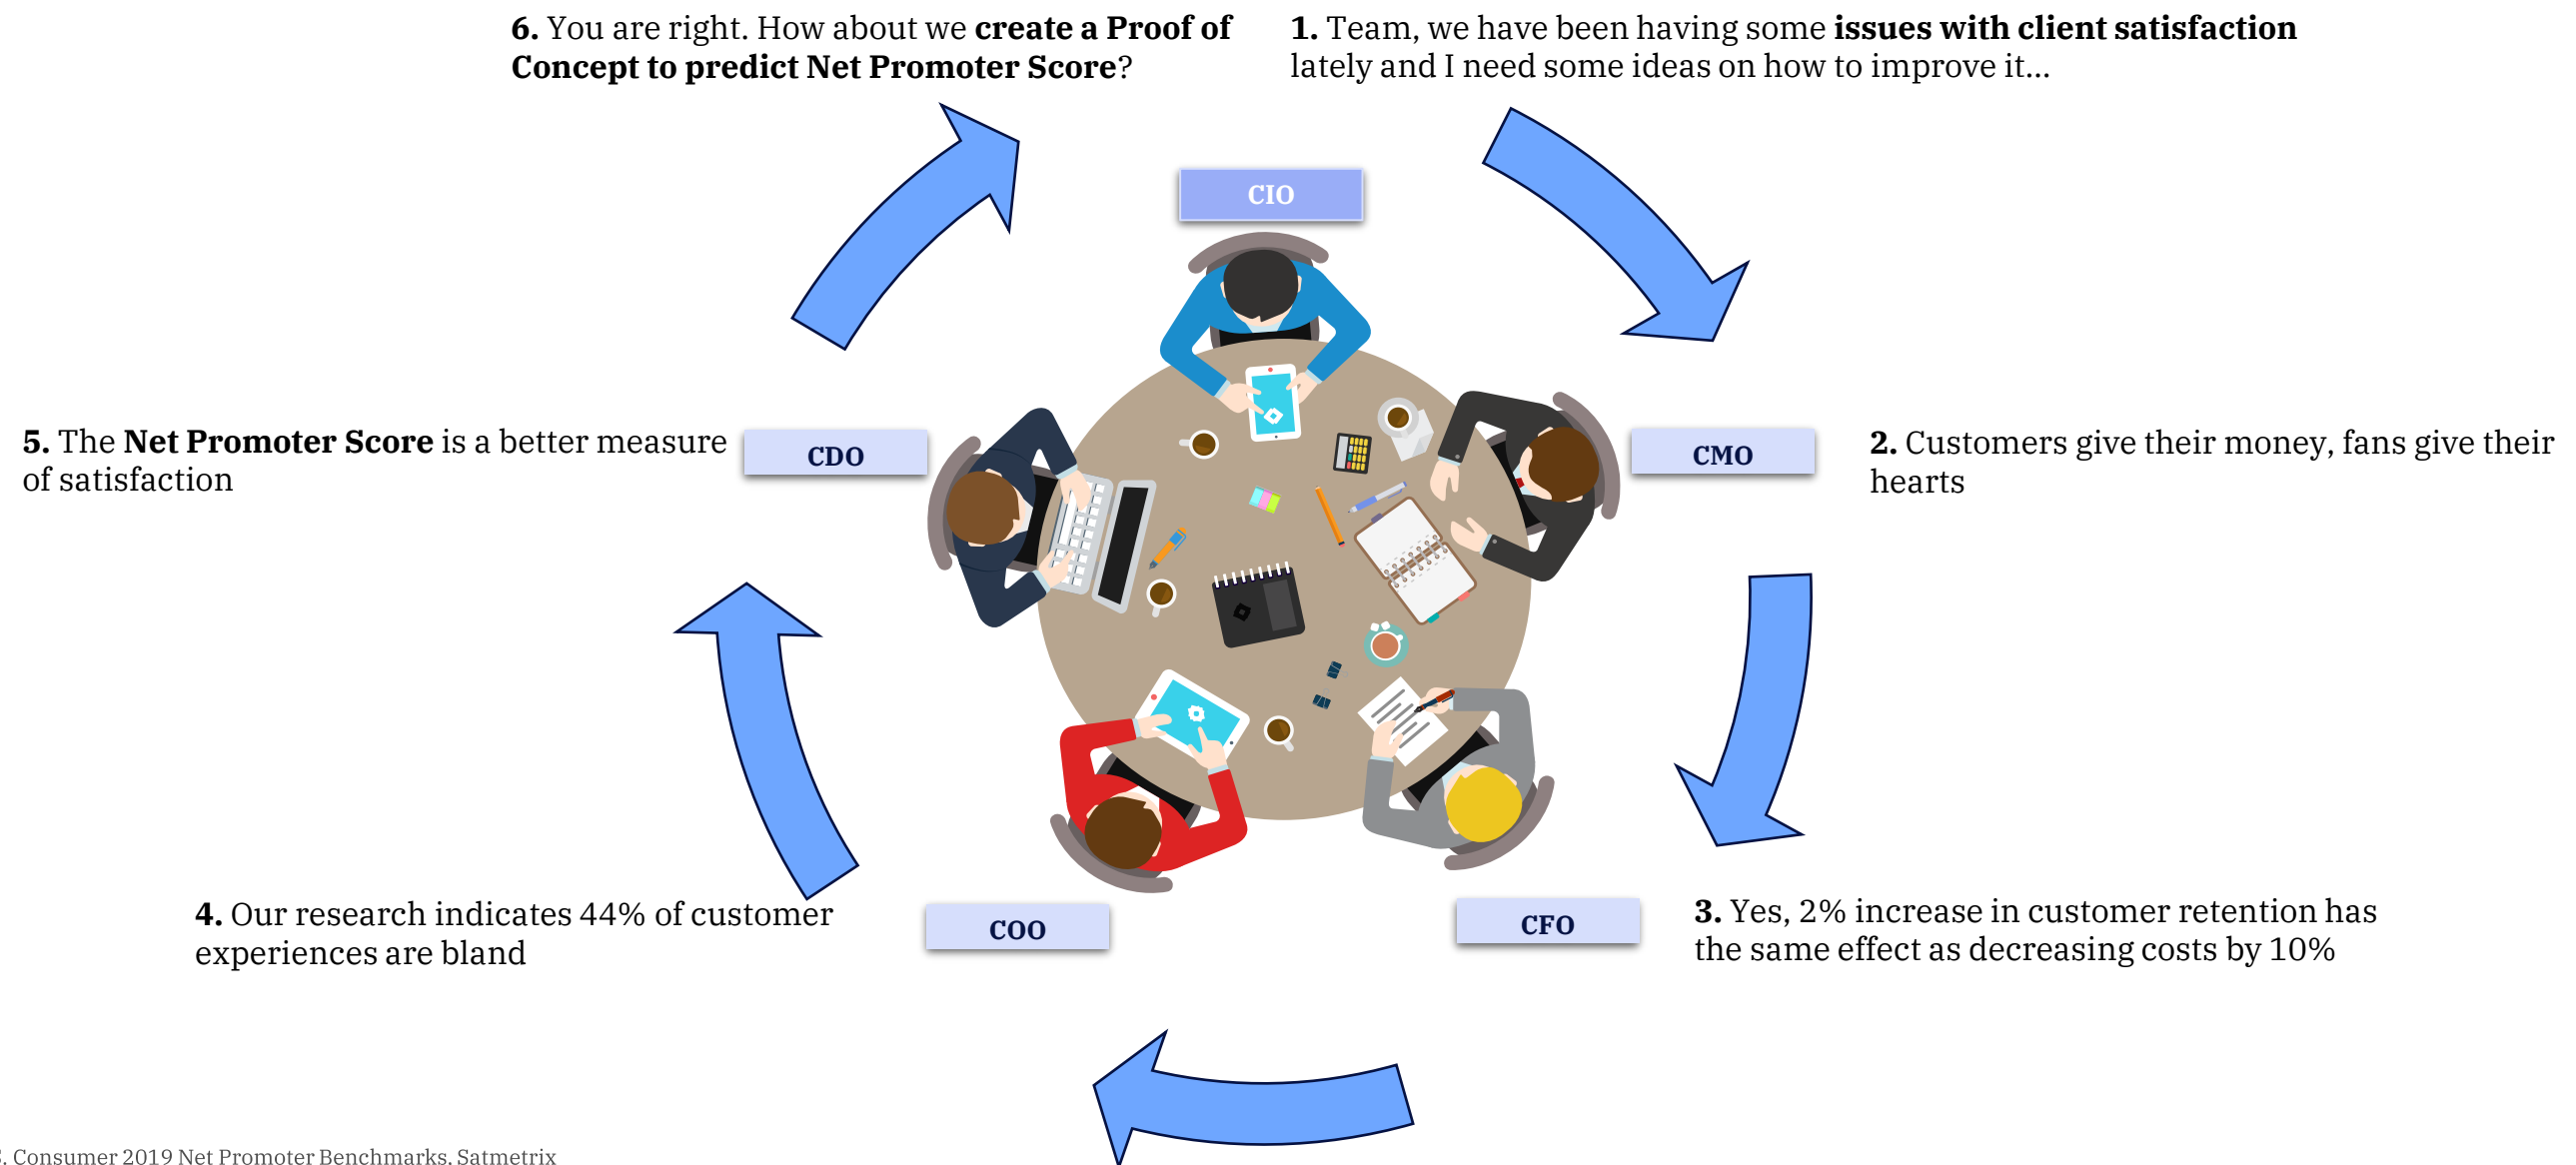 6. You are right. How about we create a Proof of
Concept to predict Net Promoter Score?
1. Team, we have been having some issues with client satisfaction
lately and I need some ideas on how to improve it...
CIO
5. The Net Promoter Score is a better measure
of satisfaction
CDO
CMO
2. Customers give their money, fans give their
hearts
4. Our research indicates 44% of customer
experiences are bland
COO
CFO
3. Yes, 2% increase in customer retention has
the same effect as decreasing costs by 10%
. Consumer 2019 Net Promoter Benchmarks. Satmetrix